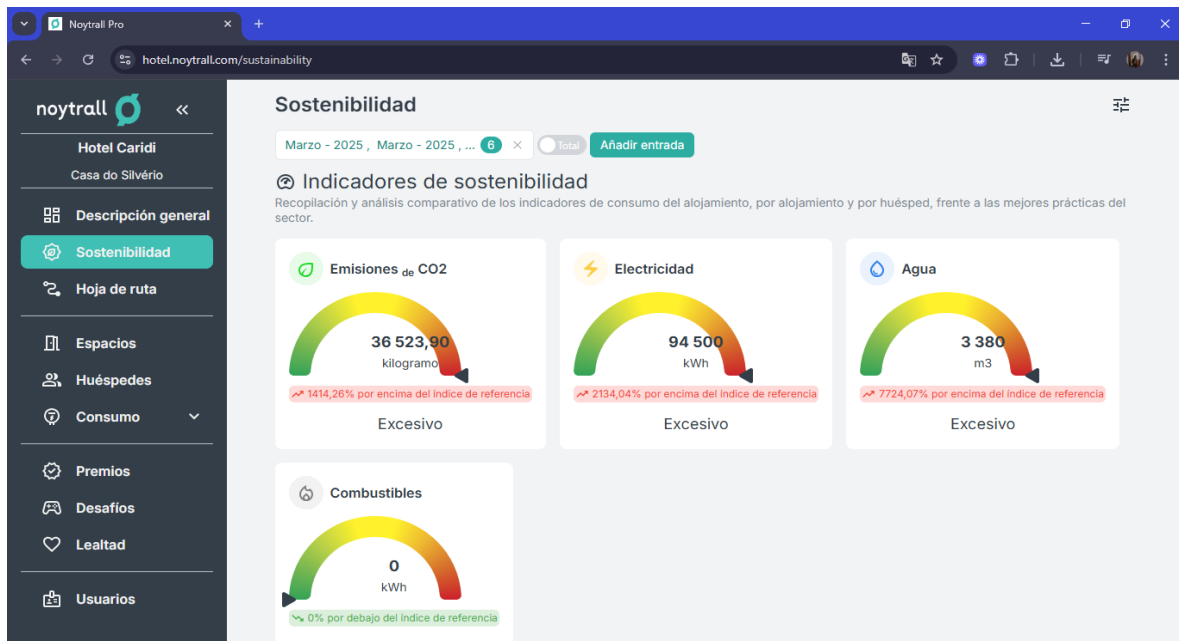 Noytrall Pro
hotel.noytrall.com/sustainability
noytrall
Hotel Caridi
Casa do Silvério
Descripción general
Sostenibilidad
Hoja de ruta
Espacios
Huéspedes
Consumo
Premios
Desafíos
Lealtad
Usuarios
Sostenibilidad
Marzo - 2025 , Marzo - 2025 , ... 6
Total
Añadir entrada
Indicadores de sostenibilidad
Recopilación y análisis comparativo de los indicadores de consumo del alojamiento, por alojamiento y por huésped, frente a las mejores prácticas del
sector.
Emisiones de CO2
36 523,90
kilogramo
1414,26% por encima del índice de referencia
Excesivo
Electricidad
94 500
kWh
2134,04% por encima del índice de referencia
Excesivo
Agua
3 380
m3
7724,07% por encima del índice de referencia
Excesivo
Combustibles
0
kWh
0% por debajo del índice de referencia